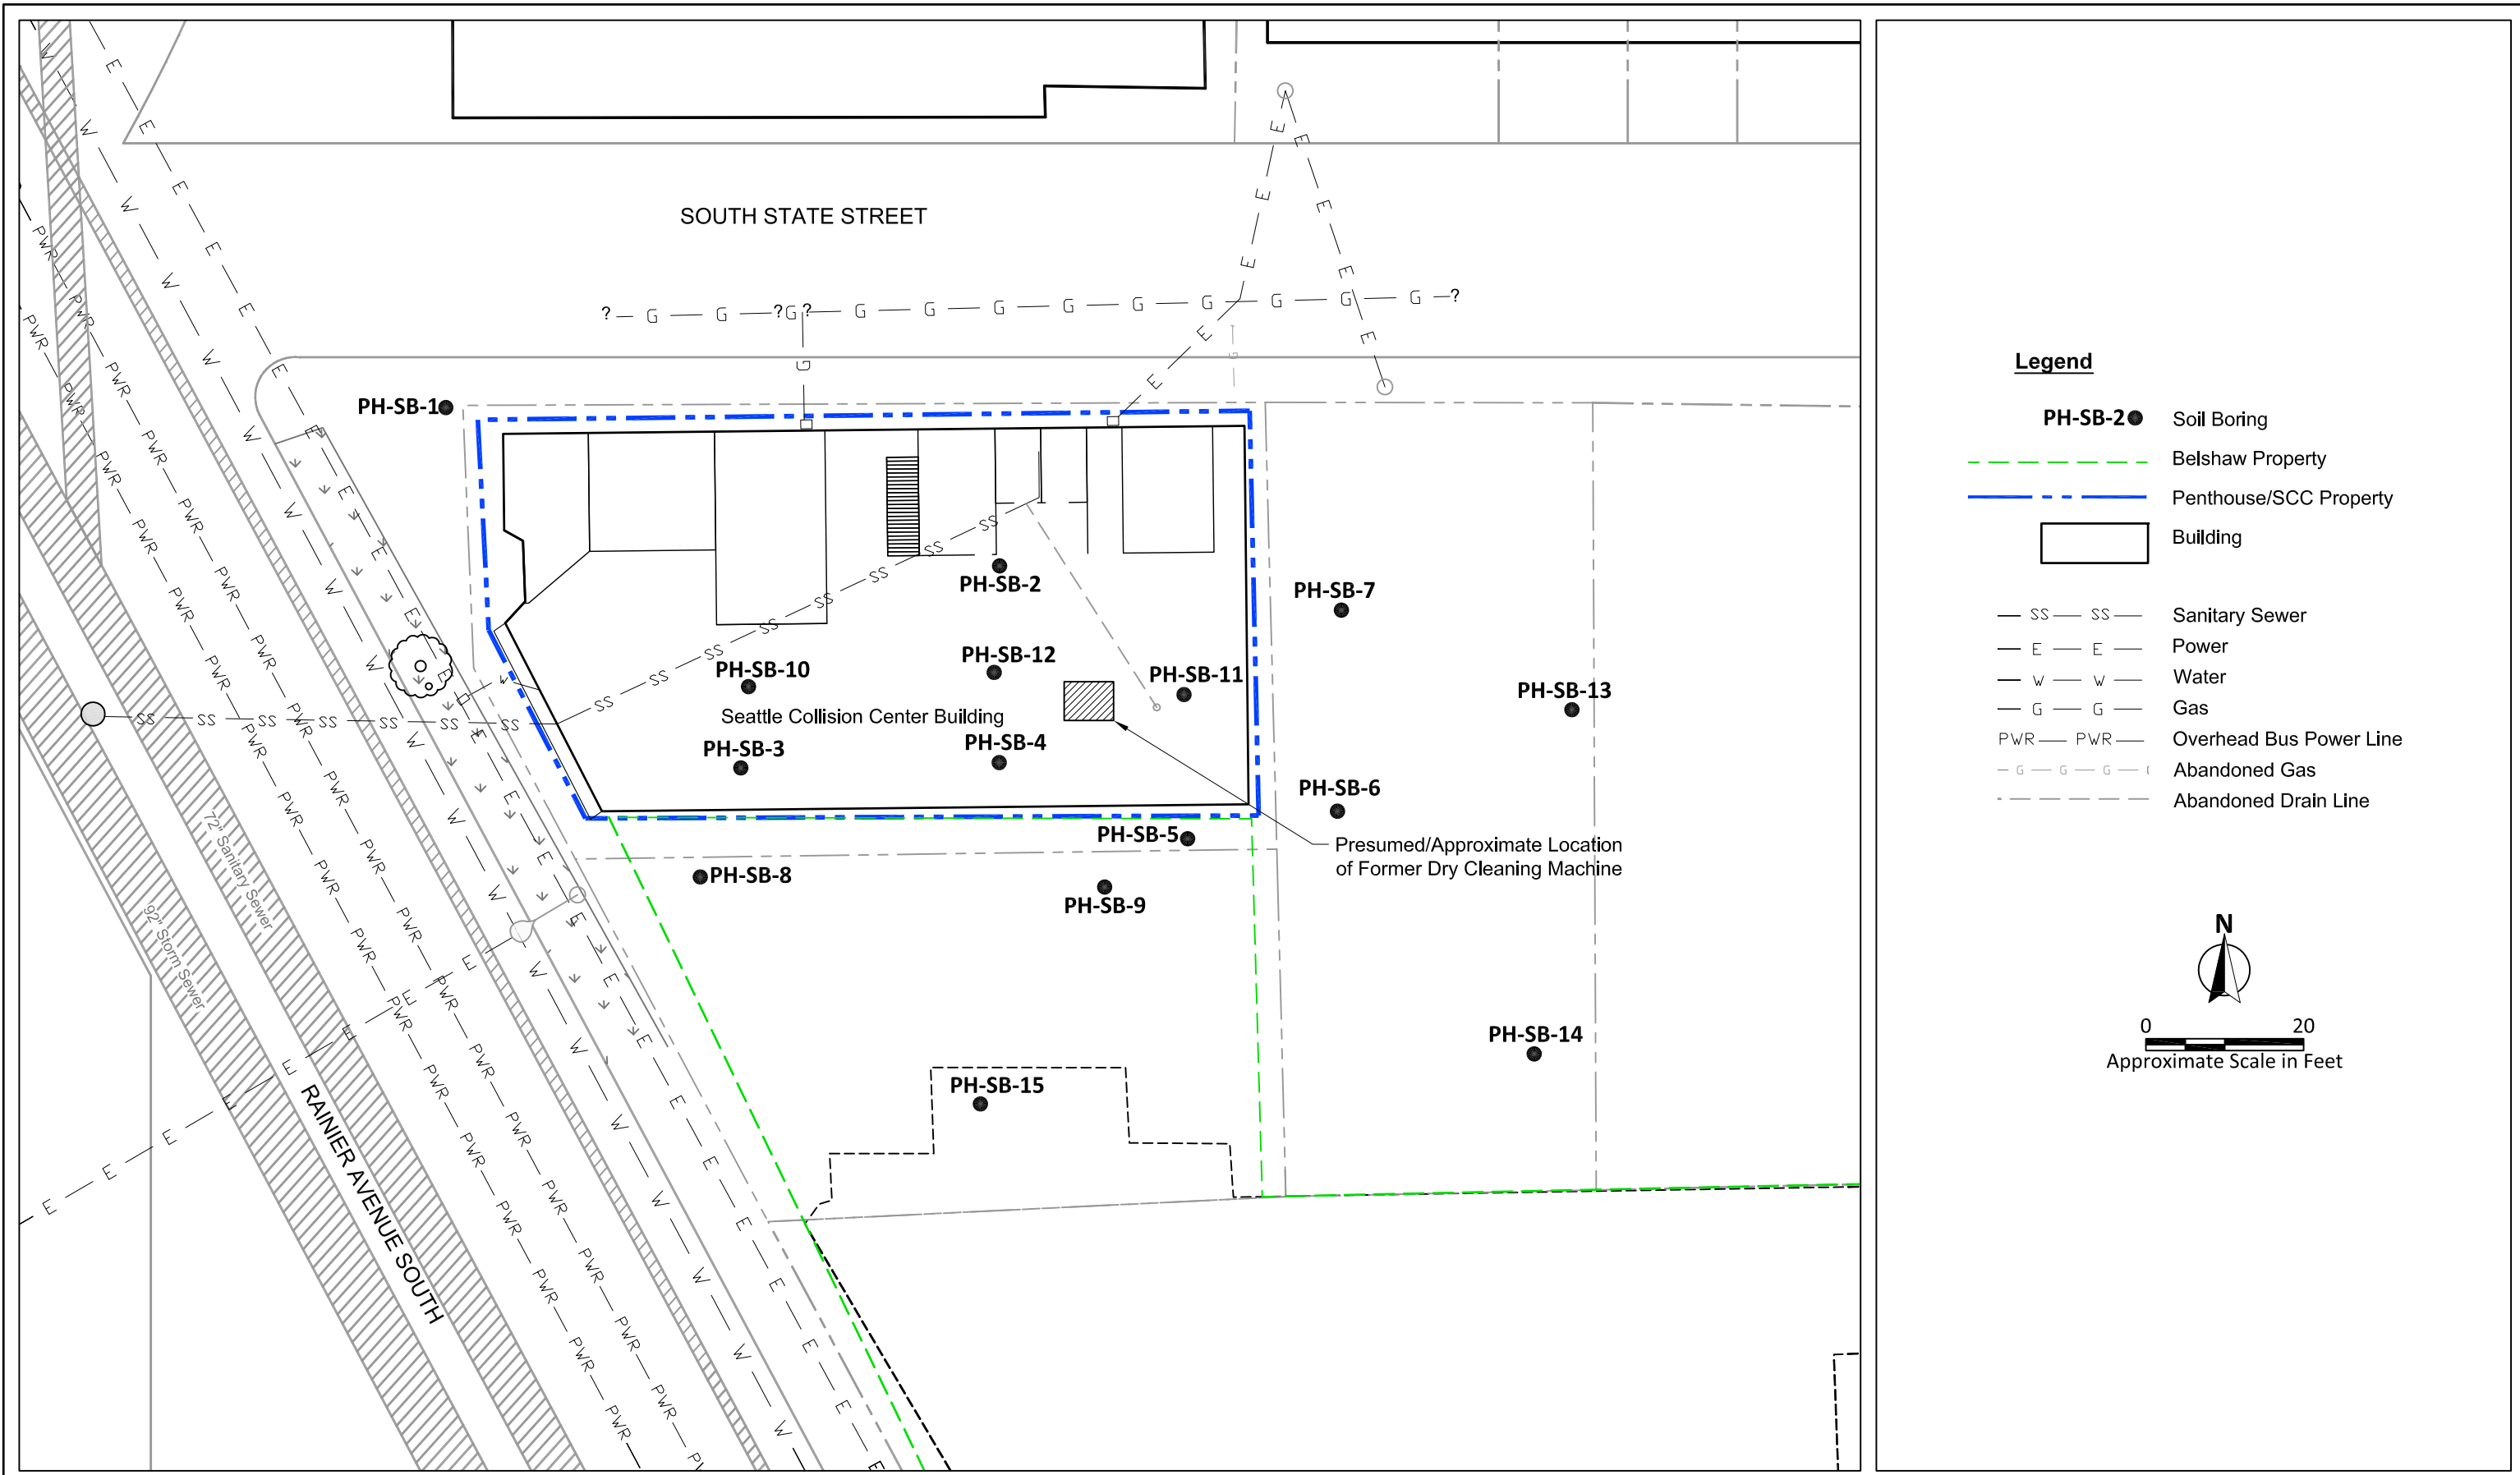 SOUTH STATE STREET
? G G ?G? G G G G G G G G G ?
PH-SB-1
PH-SB-2
PH-SB-7
PH-SB-10
PH-SB-12
PH-SB-11
PH-SB-13
Seattle Collision Center Building
PH-SB-3
PH-SB-4
PH-SB-6
PH-SB-5
Presumed/Approximate Location
of Former Dry Cleaning Machine
PH-SB-8
PH-SB-9
PH-SB-14
PH-SB-15
72" Sanitary Sewer
92" Storm Sewer
RAINIER AVENUE SOUTH
Legend
PH-SB-2 Soil Boring
Belshaw Property
Penthouse/SCC Property
Building
SS SS Sanitary Sewer
E E Power
W W Water
G G Gas
PWR PWR Overhead Bus Power Line
G G G Abandoned Gas
Abandoned Drain Line
N
0 20
Approximate Scale in Feet